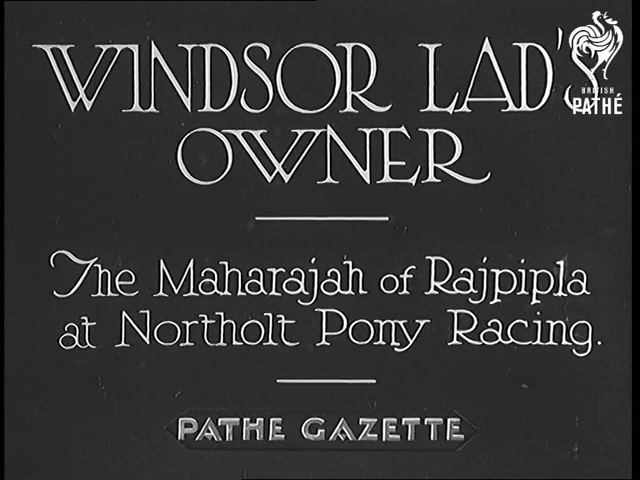 WINDSOR LAD'S
OWNER
The Maharajah of Rajpipla
at Northolt Pony Racing.
PATHE GAZETTE
BRITISH
PATHÉ